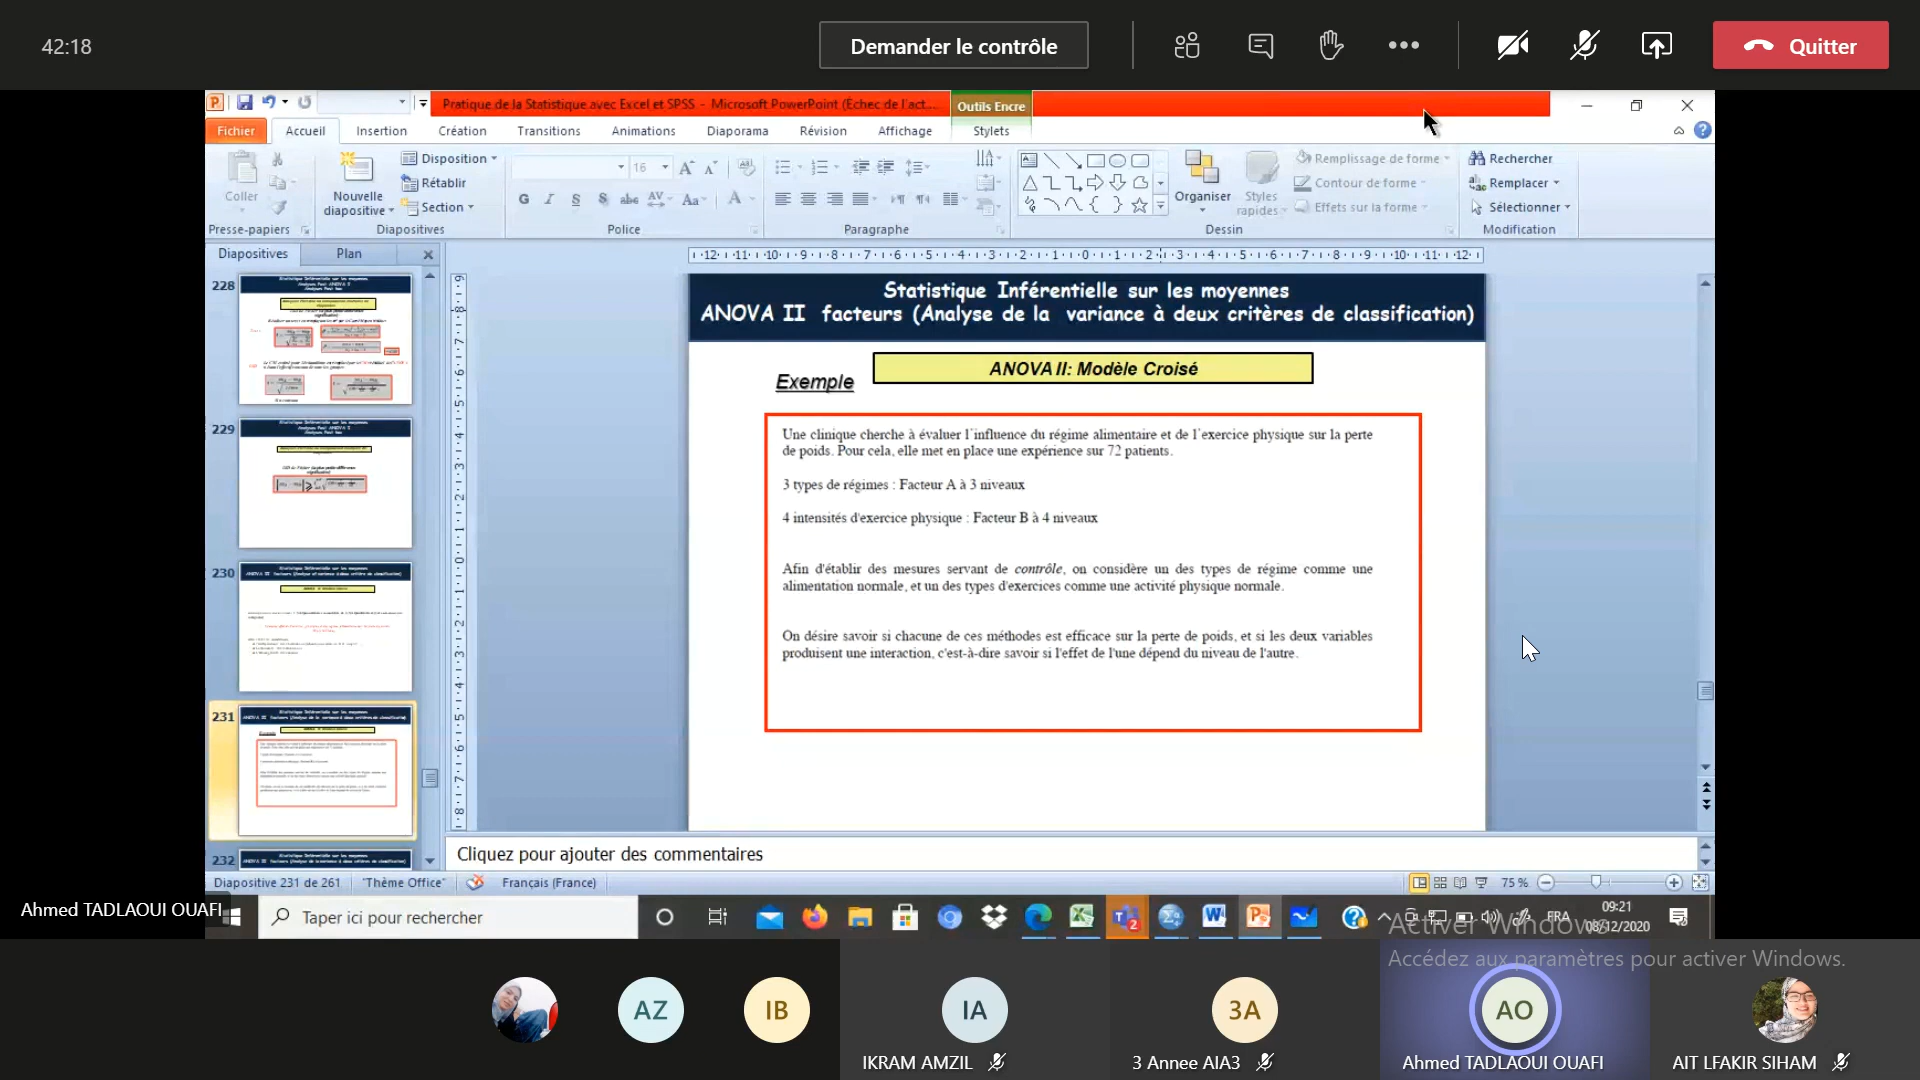 42:18
Demander le contrôle
Quitter
Pratique de la Statistique avec Excel et SPSS - Microsoft PowerPoint (Échec de l'act...
Outils Encre
Fichier
Accueil
Insertion
Création
Transitions
Animations
Diaporama
Révision
Affichage
Stylets
Coller
Nouvelle
diapositive
Disposition
Rétablir
Section
16
Organiser
Styles
rapides
Remplissage de forme
Contour de forme
Effets sur la forme
Rechercher
Remplacer
Sélectionner
Presse-papiers
Diapositives
Police
Paragraphe
Dessin
Modification
Diapositives
Plan
228
229
230
231
232
Statistique Inférentielle sur les moyennes
ANOVA II facteurs (Analyse de la variance à deux critères de classification)
ANOVA II: Modèle Croisé
Exemple
Une clinique cherche à évaluer l'influence du régime alimentaire et de l'exercice physique sur la perte
de poids. Pour cela, elle met en place une expérience sur 72 patients.
3 types de régimes : Facteur A à 3 niveaux
4 intensités d'exercice physique : Facteur B à 4 niveaux
Afin d'établir des mesures servant de contrôle, on considère un des types de régime comme une
alimentation normale, et un des types d'exercices comme une activité physique normale.
On désire savoir si chacune de ces méthodes est efficace sur la perte de poids, et si les deux variables
produisent une interaction, c'est-à-dire savoir si l'effet de l'une dépend du niveau de l'autre.
Cliquez pour ajouter des commentaires
Diapositive 231 de 261
"Thème Office"
Français (France)
75 %
Ahmed TADLAOUI OUAFI
Taper ici pour rechercher
FRA
09:21
08/12/2020
Activer Windows
Accédez aux paramètres pour activer Windows.
AZ
IB
IA
3A
AO
IKRAM AMZIL
3 Annee AIA3
Ahmed TADLAOUI OUAFI
AIT LFAKIR SIHAM